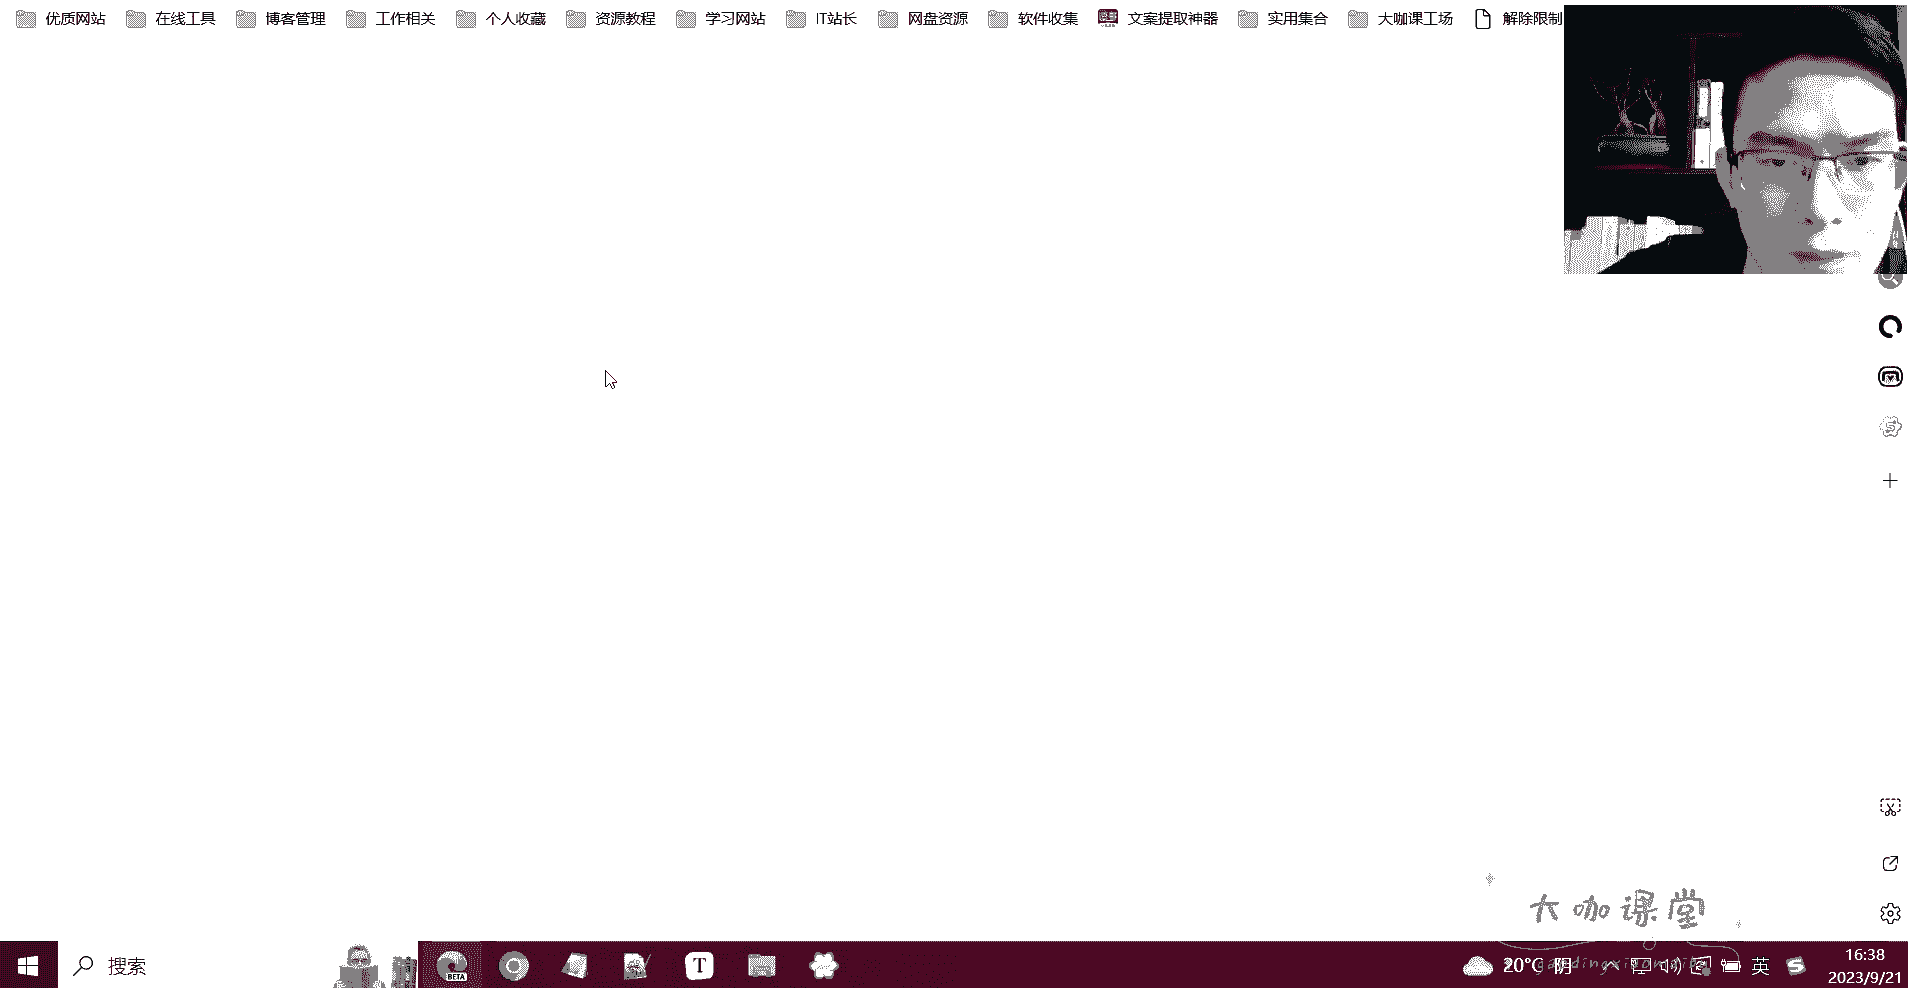 优质网站 在线工具 博客管理 工作相关 个人收藏 资源教程 学习网站 IT站长 网盘资源 软件收集 文案提取神器 实用集合 大咖课工场 解除限制
大咖课堂
搜索
BETA
T
20°C 阴
英
S
16:38
2023/9/21